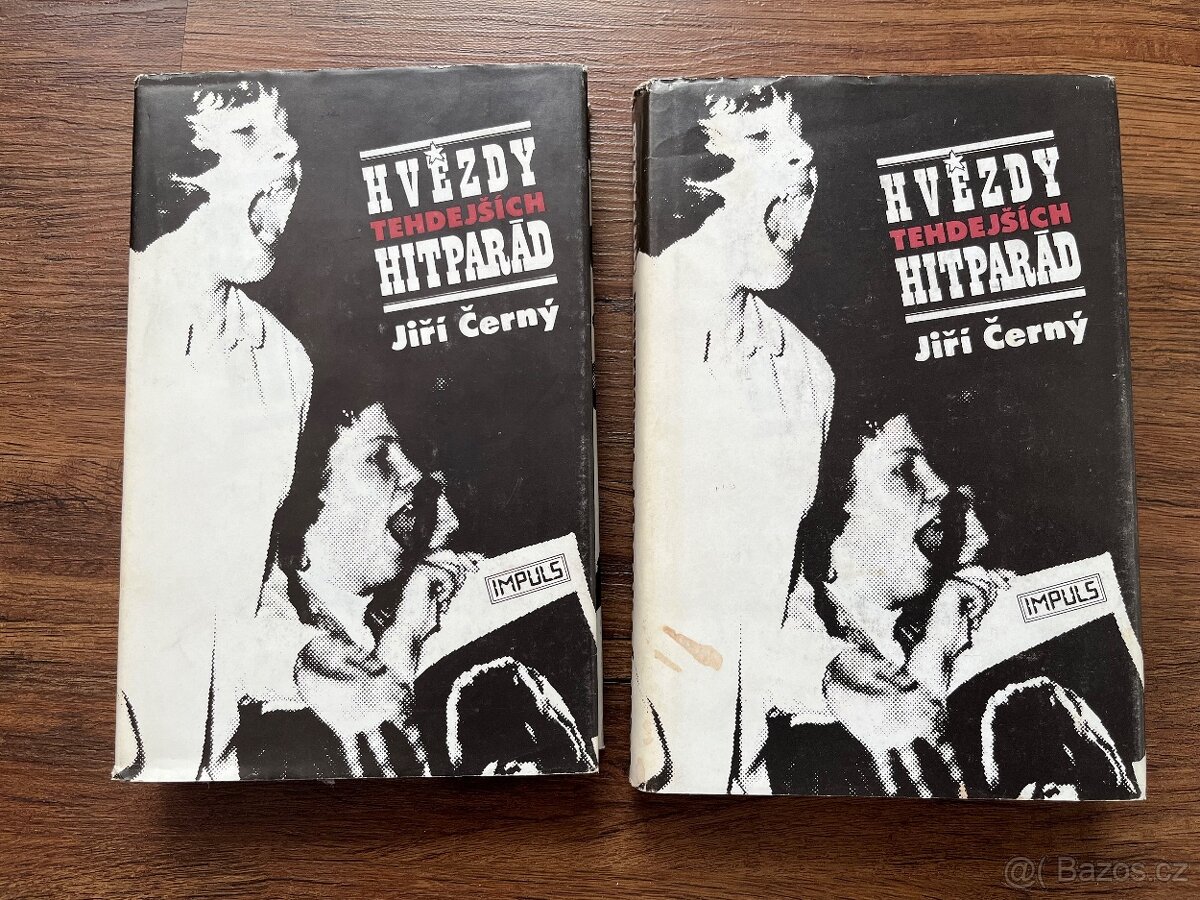 HVĚZDY
TEHDEJŠÍCH
HITPARÁD
Jiří Černý
IMPULS
HVĚZDY
TEHDEJŠÍCH
HITPARÁD
Jiří Černý
IMPULS
@( Bazos.cz